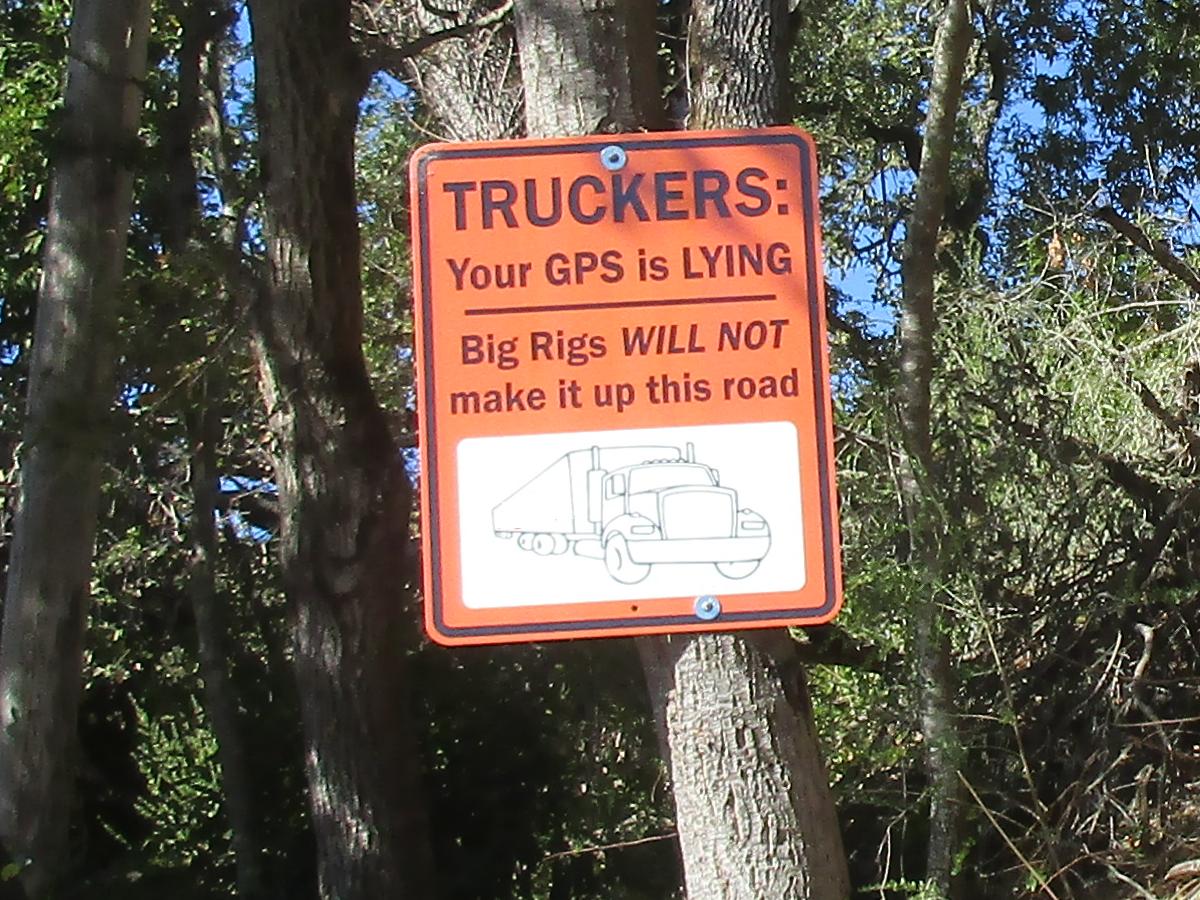 TRUCKERS:
Your GPS is LYING
Big Rigs WILL NOT
make it up this road